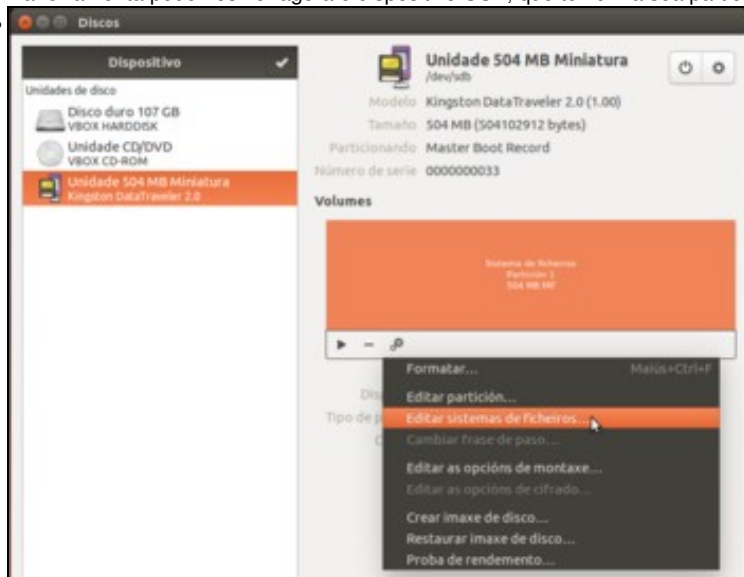 Discos
Dispositivo
Unidades de disco
Disco duro 107 GB
VBOX HARDDISK
Unidade CD/DVD
VBOX CD-ROM
Unidade 504 MB Miniatura
Kingston DataTraveler 2.0
Unidade 504 MB Miniatura
/dev/sdb
Modelo Kingston DataTraveler 2.0 (1.00)
Tamaño 504 MB (504102912 bytes)
Particionando Master Boot Record
Número de serie 0000000033
Volumes
Sistema de ficheiros
Partición 1
504 MB FAT
Formatar... Maiús+Ctrl+F
Editar partición...
Tipo de p
Editar sistemas de ficheiros...
Cambiar frase de paso...
Editar as opcións de montaxe...
Editar as opcións de cifrado...
Crear imaxe de disco...
Restaurar imaxe de disco...
Proba de rendemento...